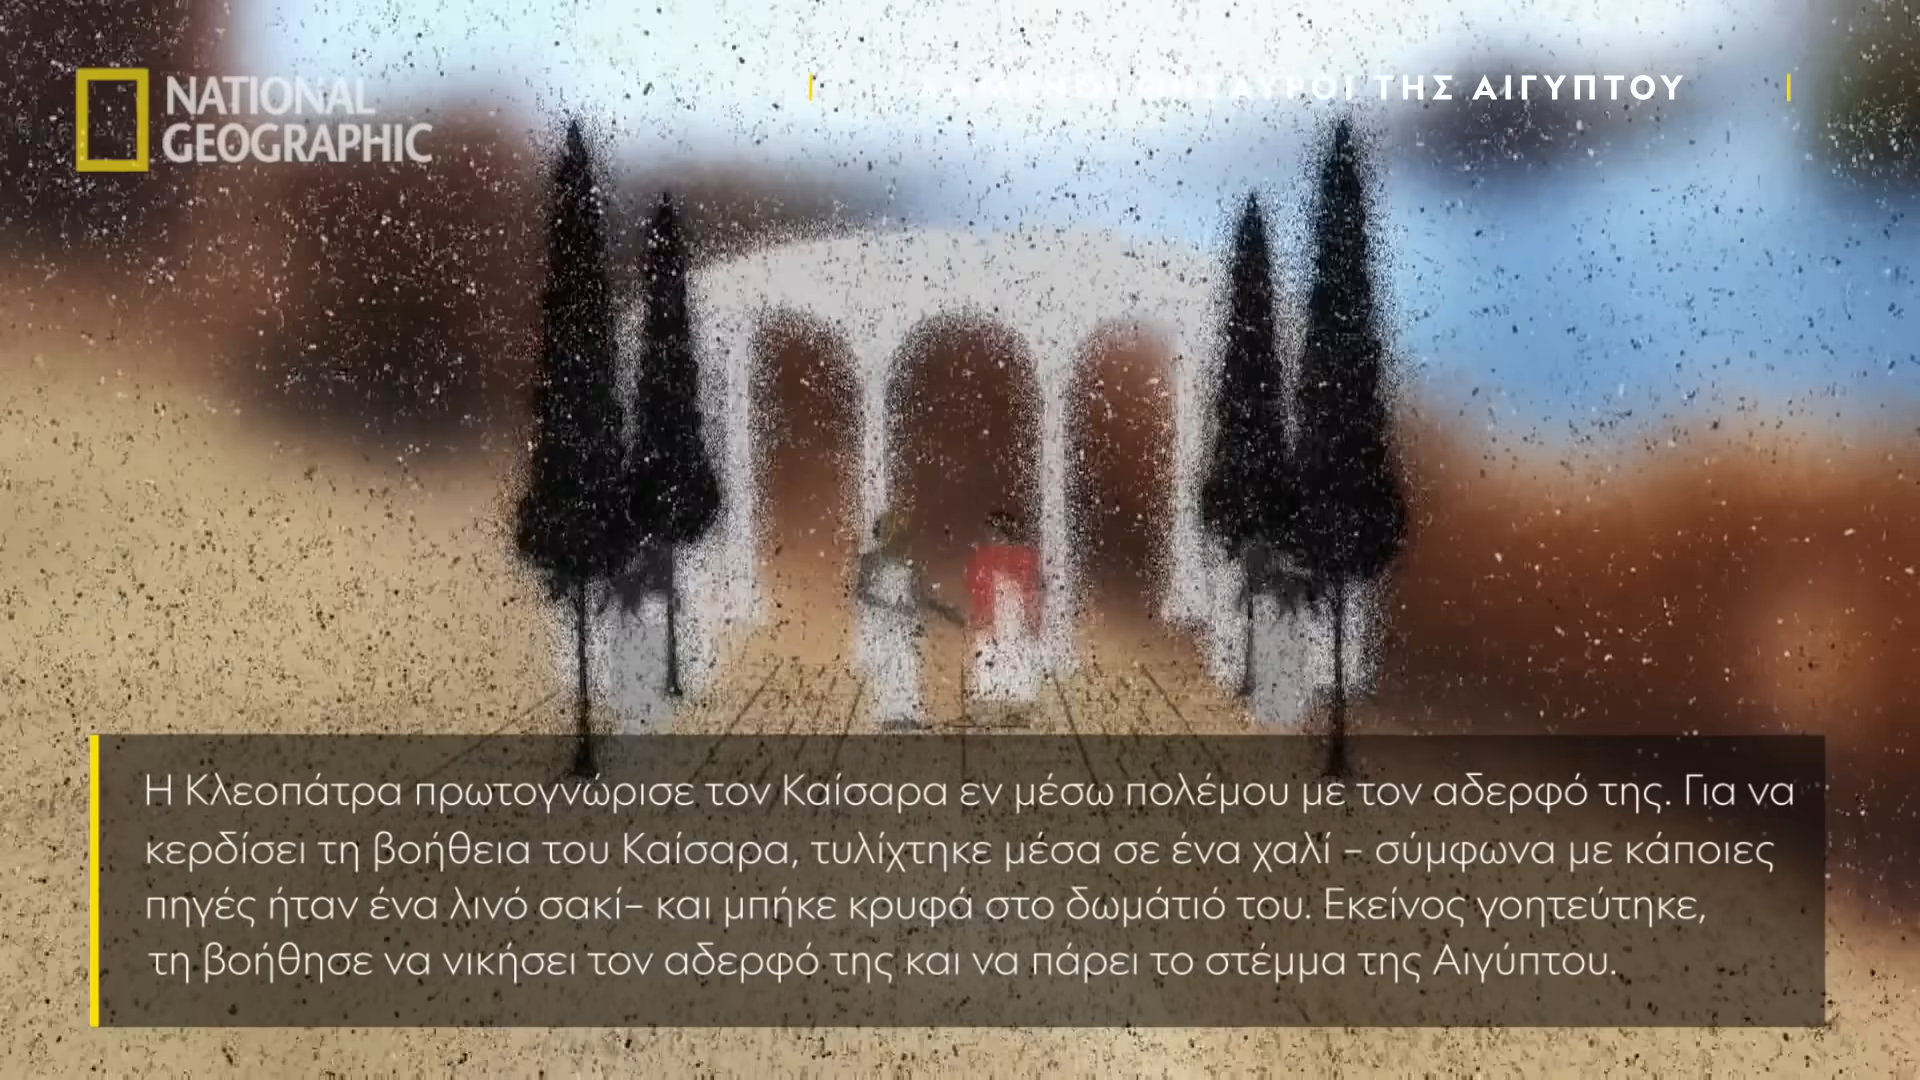 NATIONAL
GEOGRAPHIC
ΤΗΣ ΑΙΓΥΠΤΟΥ
Η Κλεοπάτρα πρωτογνώρισε τον Καίσαρα εν μέσω πολέμου με τον αδερφό της. Για να
κερδίσει τη βοήθεια του Καίσαρα, τυλίχτηκε μέσα σε ένα χαλί – σύμφωνα με κάποιες
πηγές ήταν ένα λινό σακί– και μπήκε κρυφά στο δωμάτιό του. Εκείνος γοητεύτηκε,
τη βοήθησε να νικήσει τον αδερφό της και να πάρει το στέμμα της Αιγύπτου.